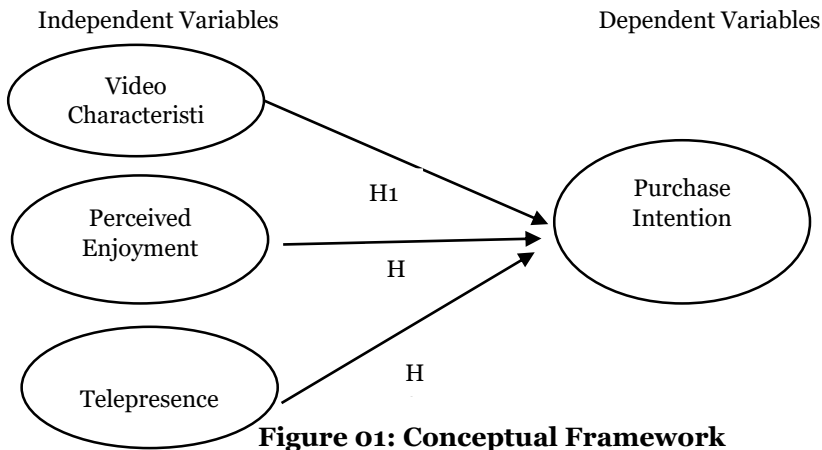 Independent Variables
Dependent Variables
Video
Characteristi
H1
Purchase
Intention
Perceived
Enjoyment
H
Telepresence
H
Figure 01: Conceptual Framework